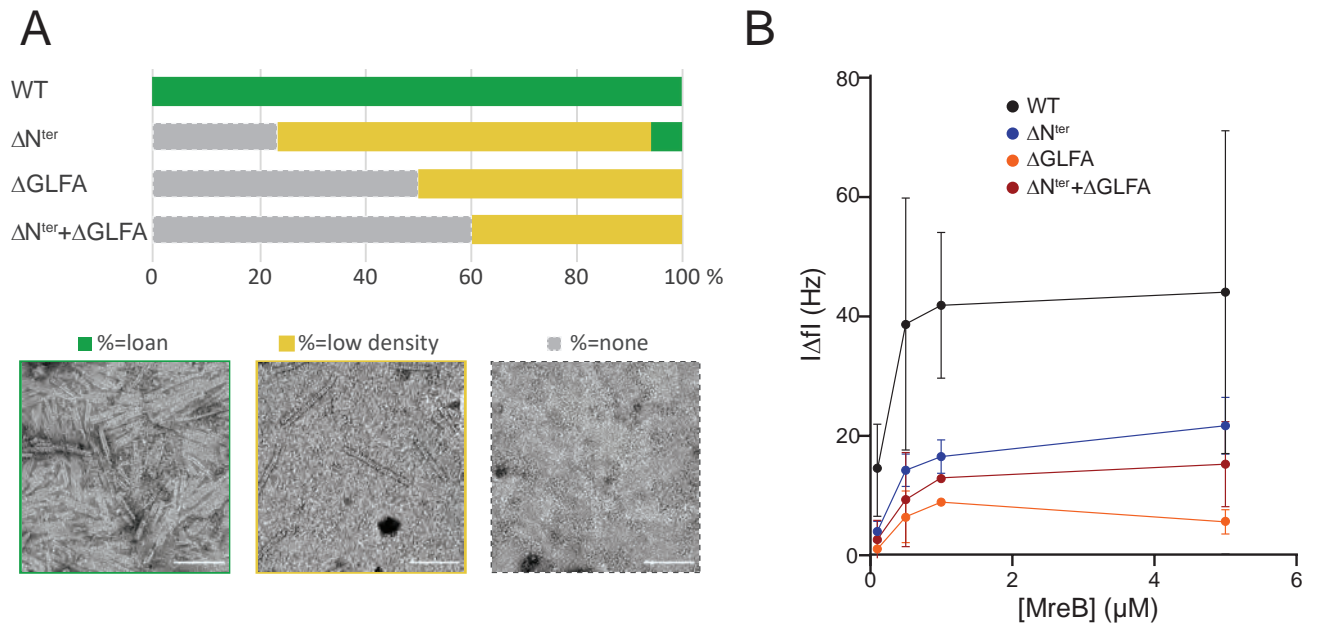 A
WT
ΔNᵗᵉʳ
ΔGLFA
ΔNᵗᵉʳ+ΔGLFA
0 20 40 60 80 100 %
%=loan %=low density %=none
B
80
60
40
20
0
|Δf| (Hz)
WT
ΔNᵗᵉʳ
ΔGLFA
ΔNᵗᵉʳ+ΔGLFA
0 2 4 6
[MreB] (µM)